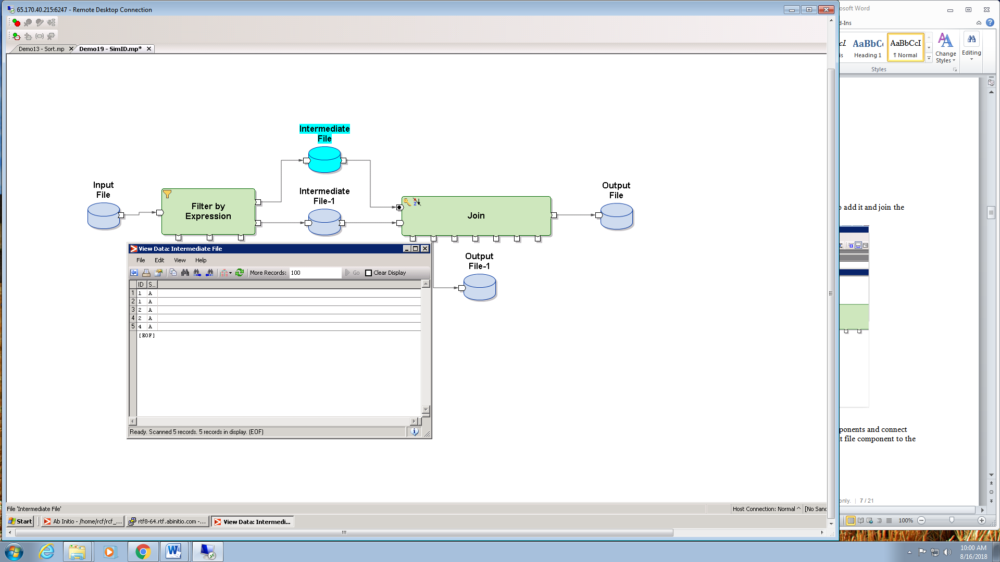 65.170.40.215:6247 - Remote Desktop Connection
osoft Word
d-Ins
Demo13 - Sort.mp
Demo19 - SimID.mp*
AaBbC
AaBbCcI
Heading 1
¶ Normal
Change
Styles
Editing
Styles
Intermediate
File
Input
File
Filter by
Expression
Intermediate
File-1
Join
Output
File
Output
File-1
o add it and join the
View Data: Intermediate File
File
Edit
View
Help
More Records:
100
Go
Clear Display
ID
S...
1 1 A
2 1 A
3 2 A
4 2 A
5 4 A
[EOF]
Ready. Scanned 5 records. 5 records in display. (EOF)
ponents and connect
t file component to the
only.
7 / 21
File 'Intermediate File'
Host Connection: Normal ^
[No Sand
Start
Ab Initio - /home/rcf/rcf_...
rtf8-64.rtf.abinitio.com -...
View Data: Intermedi...
100%
10:00 AM
8/16/2018